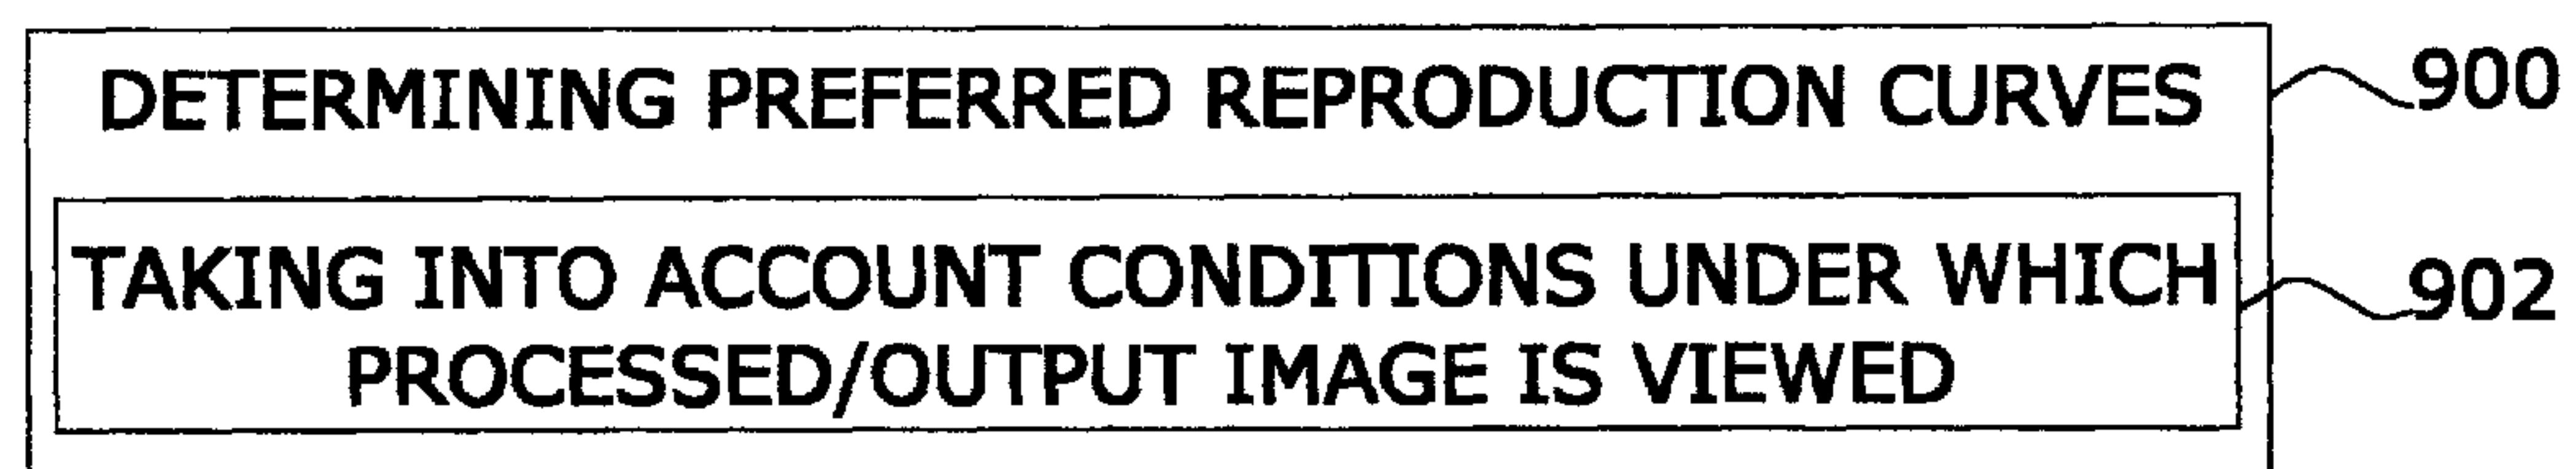 DETERMINING PREFERRED REPRODUCTION CURVES
900
TAKING INTO ACCOUNT CONDITIONS UNDER WHICH
PROCESSED/OUTPUT IMAGE IS VIEWED
902